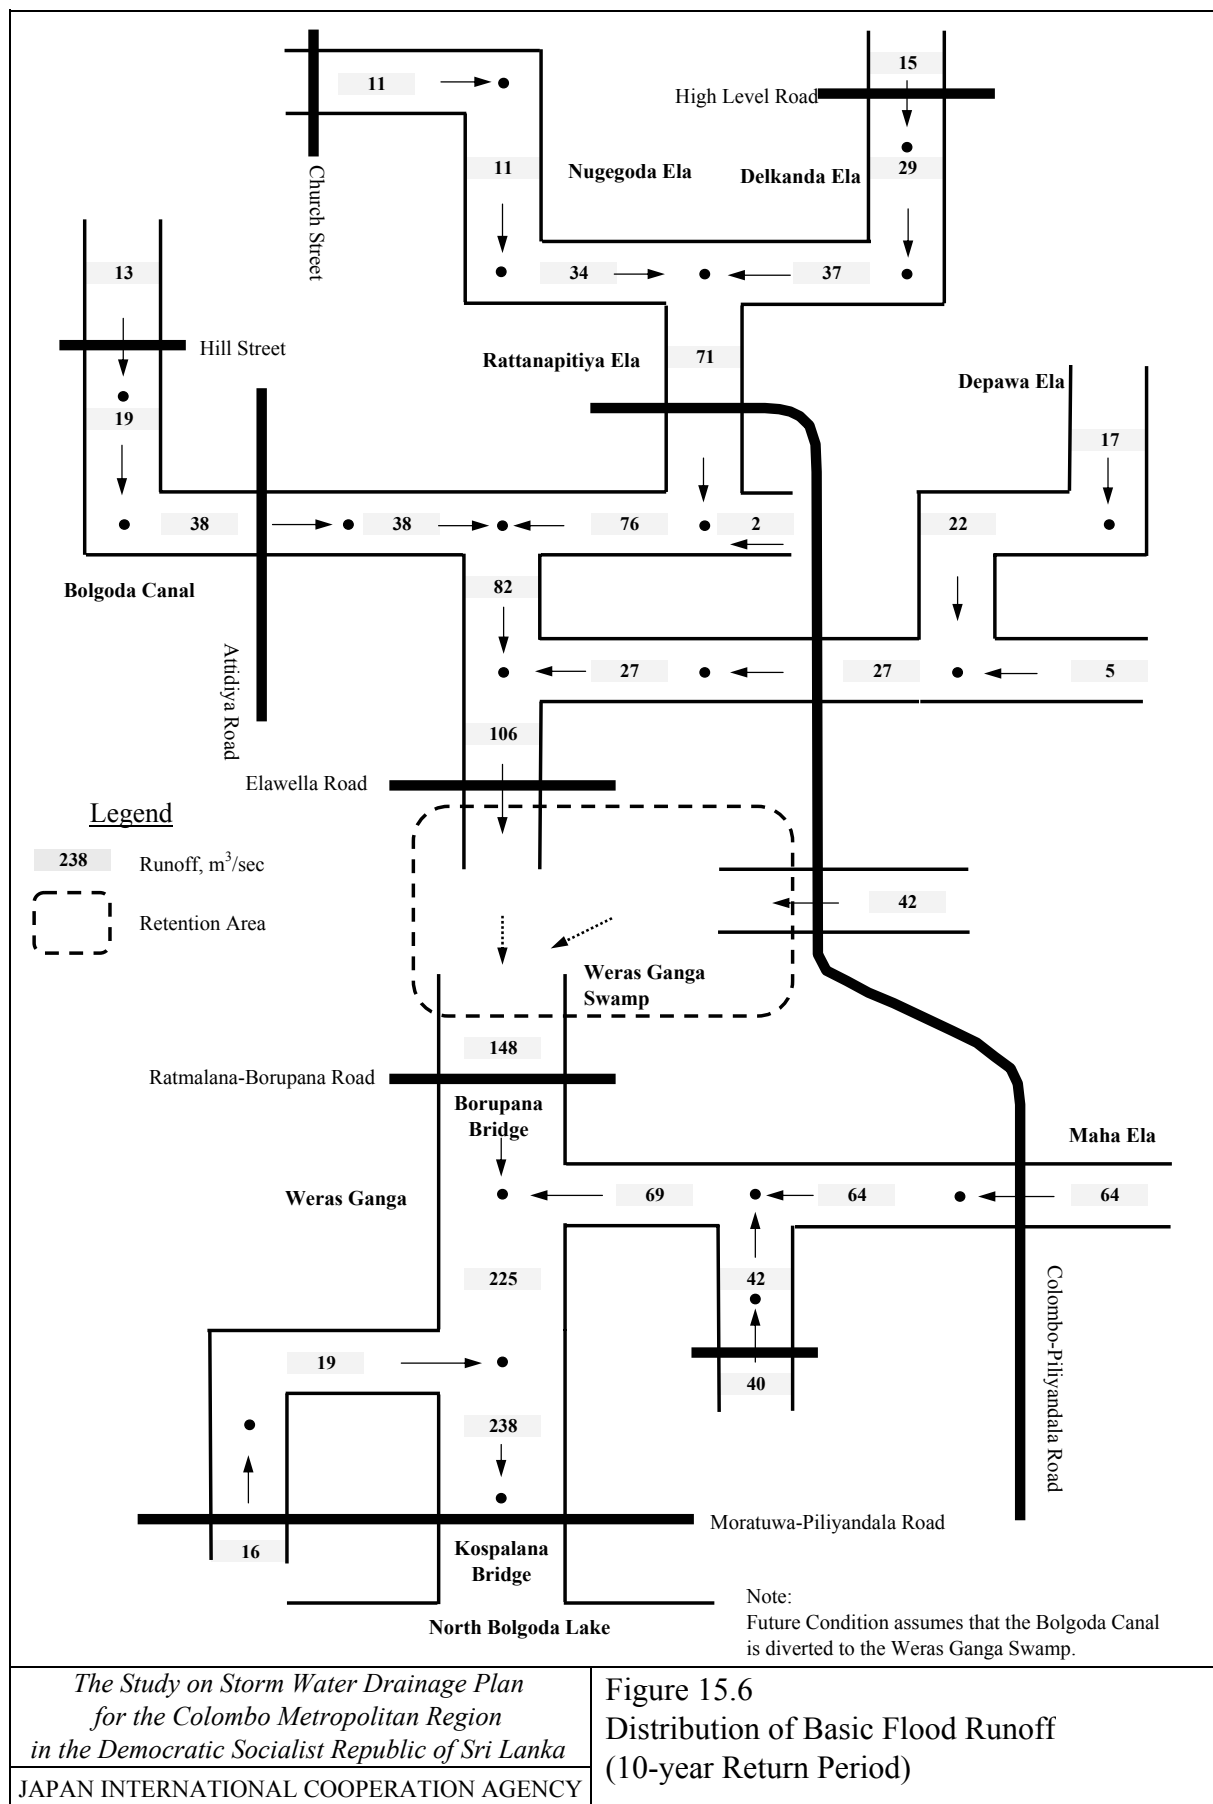 15
11
High Level Road
Church Street
11
Nugegoda Ela
Delkanda Ela
29
13
34
37
Hill Street
Rattanapitiya Ela
71
Depawa Ela
19
17
38
38
76
2
22
Bolgoda Canal
82
Attidiya Road
27
27
5
106
Elawella Road
Legend
238
Runoff, m³/sec
42
Retention Area
Weras Ganga
Swamp
148
Ratmalana-Borupana Road
Borupana
Bridge
Maha Ela
Weras Ganga
69
64
64
225
42
Colombo-Piliyandala Road
19
40
238
Moratuwa-Piliyandala Road
16
Kospalana
Bridge
North Bolgoda Lake
Note:
Future Condition assumes that the Bolgoda Canal
is diverted to the Weras Ganga Swamp.
The Study on Storm Water Drainage Plan
for the Colombo Metropolitan Region
in the Democratic Socialist Republic of Sri Lanka
JAPAN INTERNATIONAL COOPERATION AGENCY
Figure 15.6
Distribution of Basic Flood Runoff
(10-year Return Period)